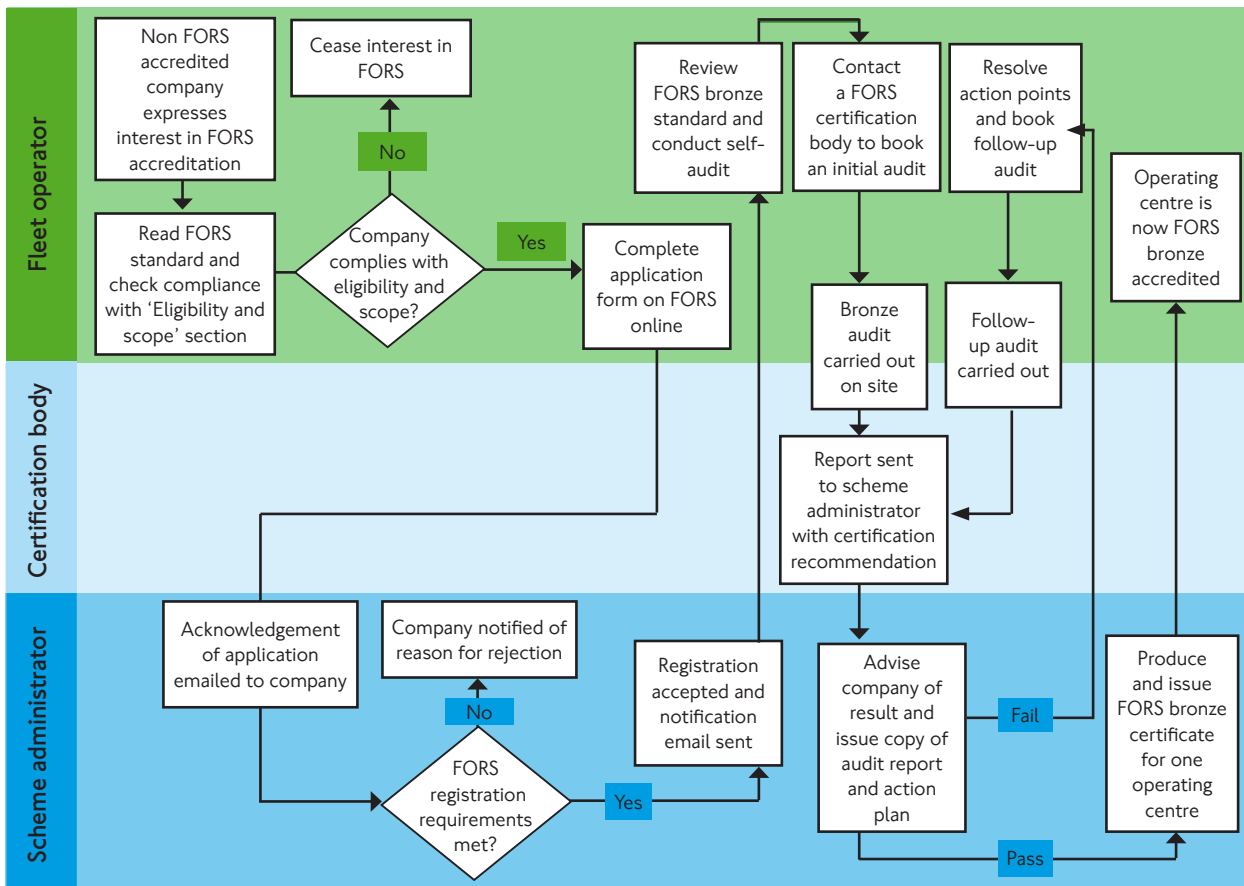 Fleet operator
Non FORS
accredited
company
expresses
interest in FORS
accreditation
Cease interest in
FORS
No
Read FORS
standard and
check compliance
with ‘Eligibility and
scope’ section
Company
complies with
eligibility and
scope?
Yes
Complete
application
form on FORS
online
Review
FORS bronze
standard and
conduct self-
audit
Contact
a FORS
certification
body to book
an initial audit
Resolve
action points
and book
follow-up
audit
Operating
centre is
now FORS
bronze
accredited
Bronze
audit
carried out
on site
Follow-
up audit
carried out
Certification body
Report sent
to scheme
administrator
with certification
recommendation
Scheme administrator
Acknowledgement
of application
emailed to company
Company notified of
reason for rejection
No
FORS
registration
requirements
met?
Yes
Registration
accepted and
notification
email sent
Advise
company of
result and
issue copy of
audit report
and action
plan
Fail
Pass
Produce
and issue
FORS bronze
certificate
for one
operating
centre